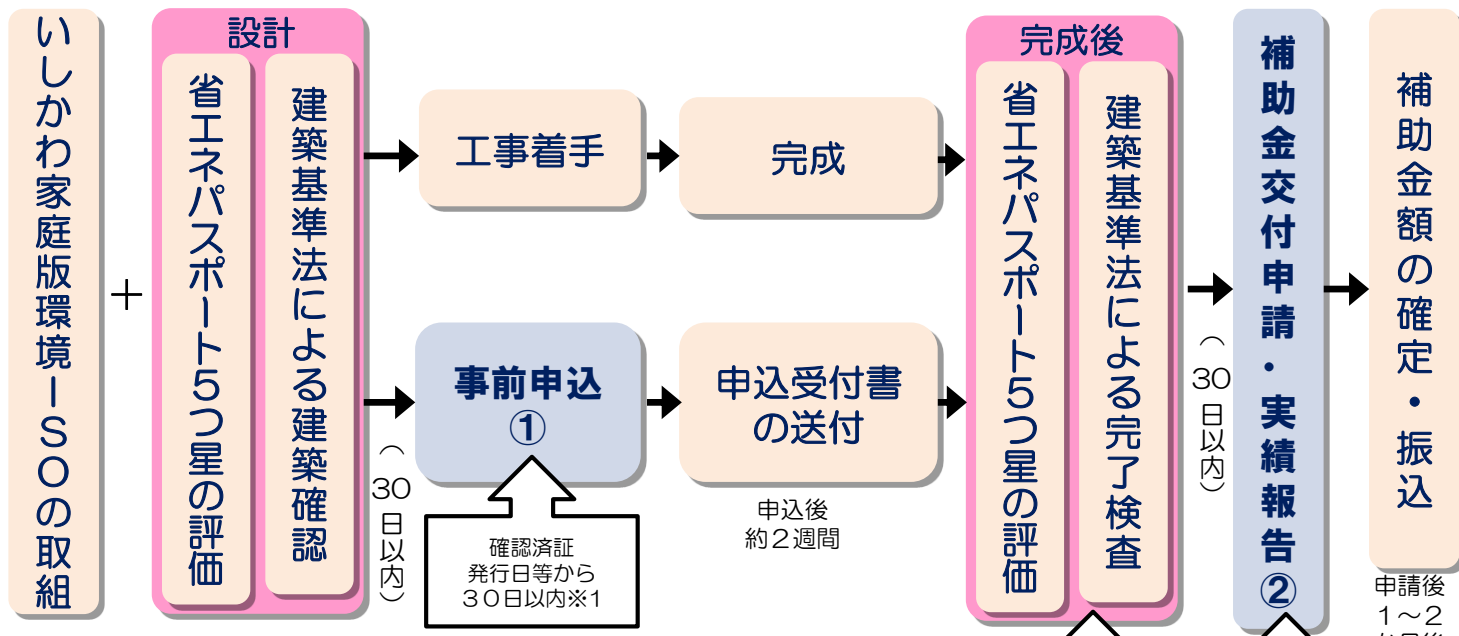 いしかわ家庭版環境ISOの取組
+
設計
省エネパスポート5つ星の評価
建築基準法による建築確認
工事着手
完成
(30日以内)
事前申込
①
確認済証
発行日等から
30日以内※1
申込受付書
の送付
申込後
約2週間
完成後
省エネパスポート5つ星の評価
建築基準法による完了検査
(30日以内)
補助金交付申請・実績報告②
補助金額の確定・振込
申請後
1~2